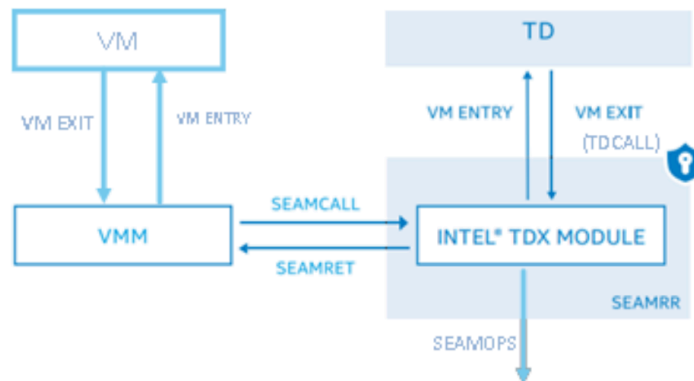 VM
TD
VM EXIT
VM ENTRY
VM ENTRY
VM EXIT
(TDCALL)
SEAMCALL
VMM
INTEL® TDX MODULE
SEAMRET
SEAMRR
SEAMOPS